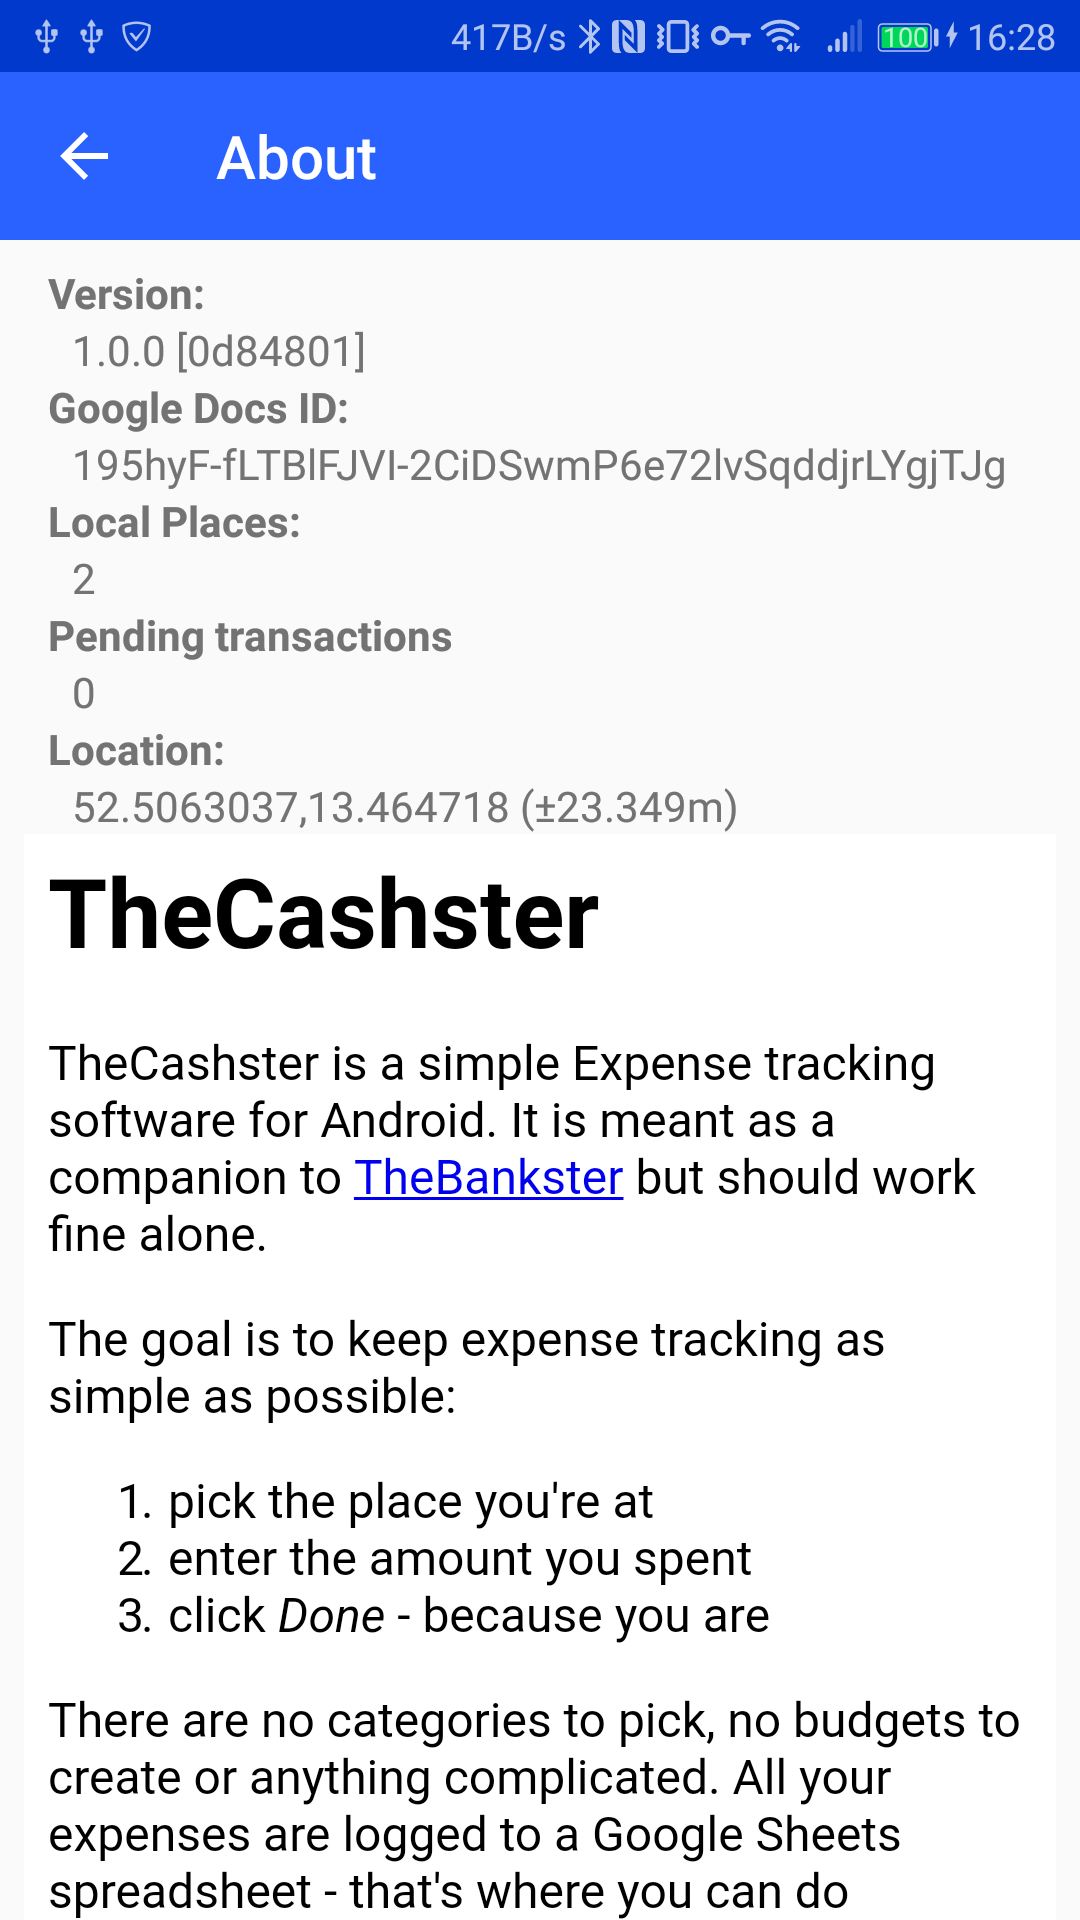 417B/s 100 16:28
About
Version:
1.0.0 [0d84801]
Google Docs ID:
195hyF-fLTBlFJVI-2CiDSwmP6e72lvSqddjrLYgjTJg
Local Places:
2
Pending transactions
0
Location:
52.5063037,13.464718 (±23.349m)
TheCashster
TheCashster is a simple Expense tracking
software for Android. It is meant as a
companion to TheBankster but should work
fine alone.
The goal is to keep expense tracking as
simple as possible:
1. pick the place you're at
2. enter the amount you spent
3. click Done - because you are
There are no categories to pick, no budgets to
create or anything complicated. All your
expenses are logged to a Google Sheets
spreadsheet - that's where you can do